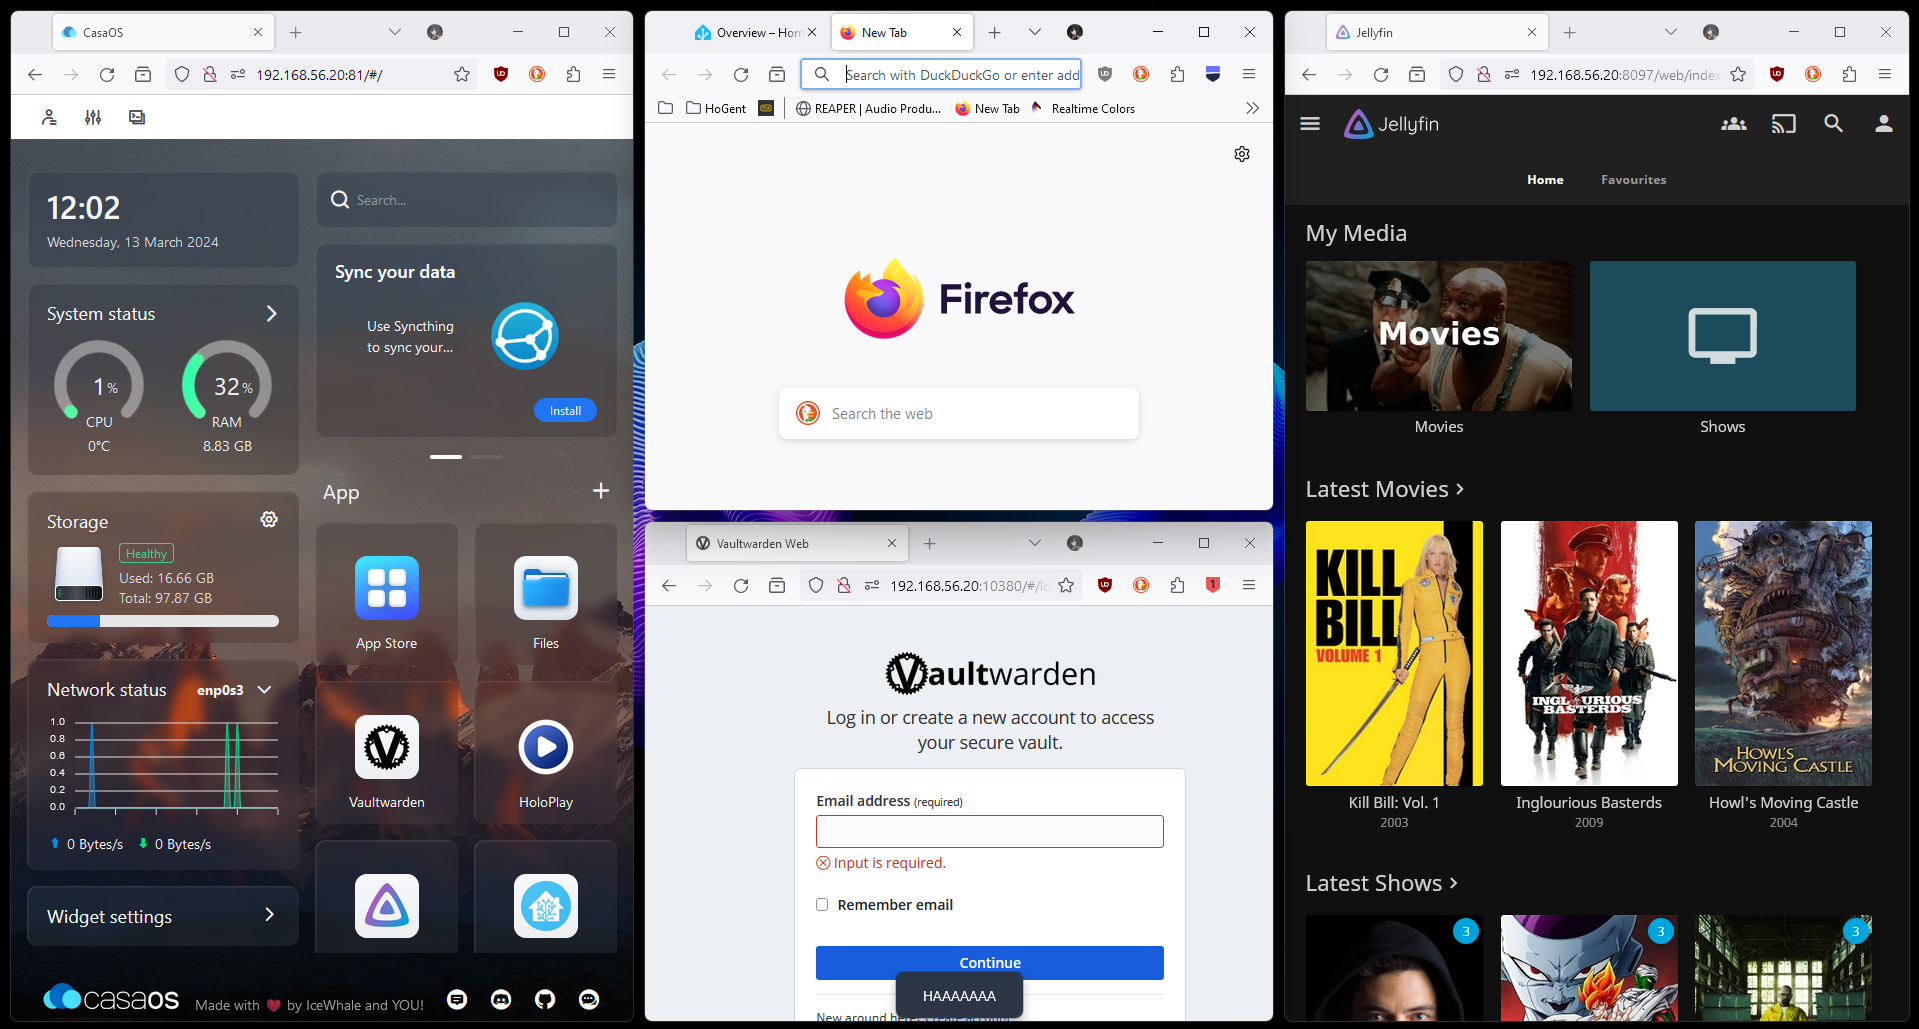 CasaOS
192.168.56.20:81/#/
12:02
Wednesday, 13 March 2024
System status
1%
CPU
0°C
32%
RAM
8.83 GB
Storage
Healthy
Used: 16.66 GB
Total: 97.87 GB
Network status
enp0s3
1.0
0.8
0.6
0.4
0.2
0.0
0 Bytes/s
0 Bytes/s
Widget settings
Search...
Sync your data
Use Syncthing
to sync your...
Install
App
App Store
Files
Vaultwarden
HoloPlay
casaos
Made with ❤ by IceWhale and YOU!
Overview – Hom
New Tab
Search with DuckDuckGo or enter add
HoGent
REAPER | Audio Produ...
New Tab
Realtime Colors
Firefox
Search the web
Vaultwarden Web
192.168.56.20:10380/#/lo
1
Vaultwarden
Log in or create a new account to access
your secure vault.
Email address (required)
Input is required.
Remember email
Continue
HAAAAAAA
New around here? Create account
Jellyfin
192.168.56.20:8097/web/index
Jellyfin
Home
Favourites
My Media
Movies
Movies
Shows
Latest Movies
KILL
BILL
VOLUME 1
INGLOURIOUS
BASTERDS
HOWL'S
MOVING CASTLE
Kill Bill: Vol. 1
2003
Inglourious Basterds
2009
Howl's Moving Castle
2004
Latest Shows
3
3
3